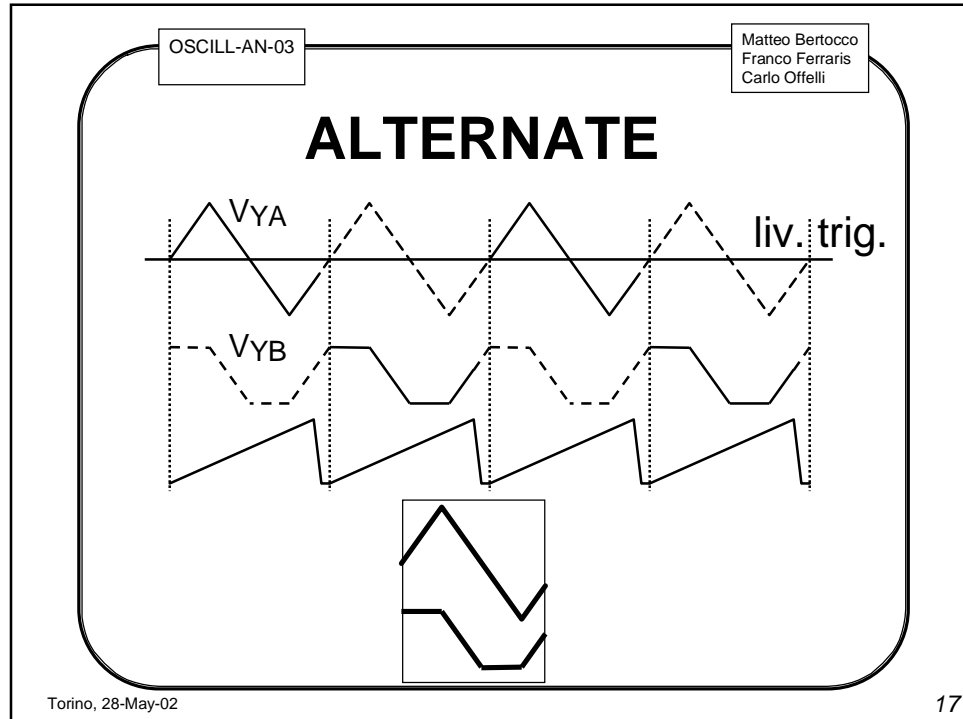 OSCILL-AN-03
Matteo Bertocco
Franco Ferraris
Carlo Offelli
ALTERNATE
VYA
liv. trig.
VYB
Torino, 28-May-02
17